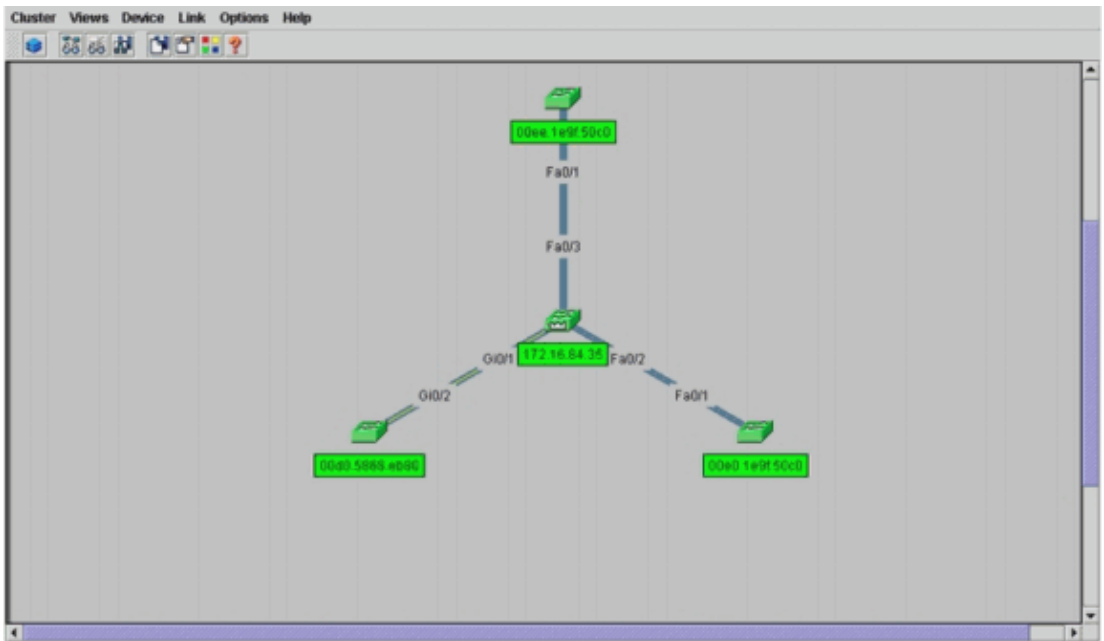 Cluster Views Device Link Options Help
00ee.1e9f.50c0
Fa0/1
Fa0/3
172.16.84.35
Gi0/1
Fa0/2
Gi0/2
Fa0/1
00d0.5868.eb80
00e0.1e9f.50c0